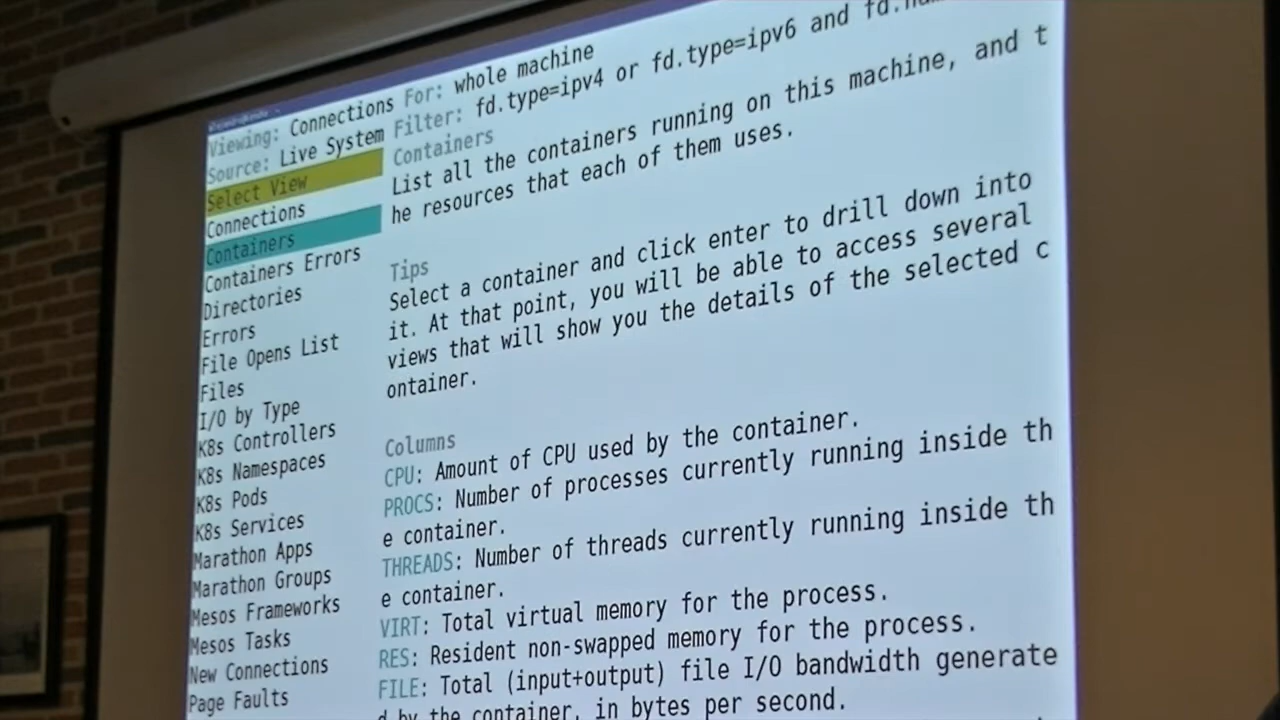 Viewing: Connections For: whole machine
Source: Live System Filter: fd.type=ipv4 or fd.type=ipv6 and
Select View
Connections
Containers
Containers Errors
Directories
Errors
File Opens List
Files
I/O by Type
K8s Controllers
K8s Namespaces
K8s Pods
K8s Services
Marathon Apps
Marathon Groups
Mesos Frameworks
Mesos Tasks
New Connections
Page Faults
Containers
List all the containers running on this machine, and t
he resources that each of them uses.
Tips
Select a container and click enter to drill down into
it. At that point, you will be able to access several
views that will show you the details of the selected c
ontainer.
Columns
CPU: Amount of CPU used by the container.
PROCS: Number of processes currently running inside th
e container.
THREADS: Number of threads currently running inside th
e container.
VIRT: Total virtual memory for the process.
RES: Resident non-swapped memory for the process.
FILE: Total (input+output) file I/O bandwidth generate
d by the container, in bytes per second.